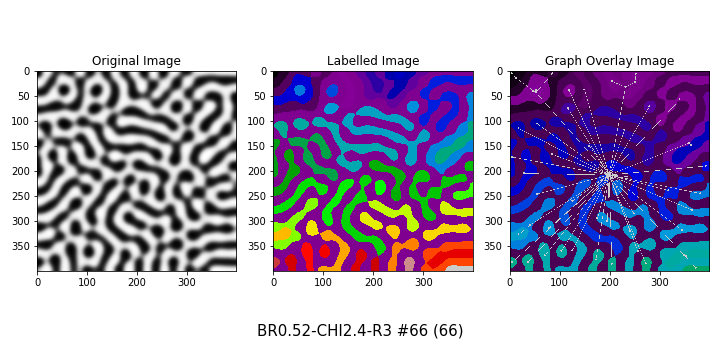 Original Image Labelled Image Graph Overlay Image
0 0 0
50 50 50
100 100 100
150 150 150
200 200 200
250 250 250
300 300 300
350 350 350
0 100 200 300 0 100 200 300 0 100 200 300
BR0.52-CHI2.4-R3 #66 (66)